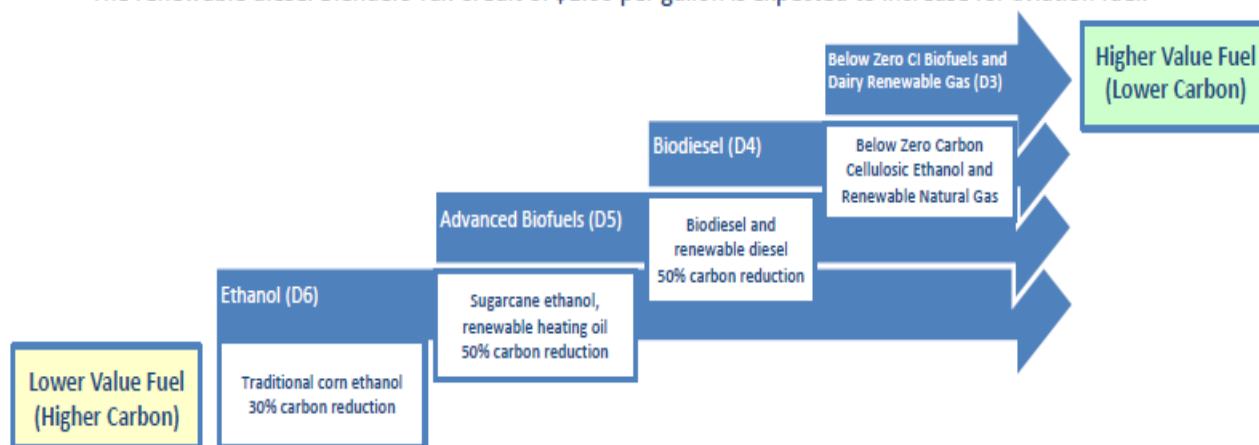 Below Zero CI Biofuels and
Dairy Renewable Gas (D3)
Higher Value Fuel
(Lower Carbon)
Biodiesel (D4)
Below Zero Carbon
Cellulosic Ethanol and
Renewable Natural Gas
Advanced Biofuels (D5)
Biodiesel and
renewable diesel
50% carbon reduction
Ethanol (D6)
Sugarcane ethanol,
renewable heating oil
50% carbon reduction
Lower Value Fuel
(Higher Carbon)
Traditional corn ethanol
30% carbon reduction